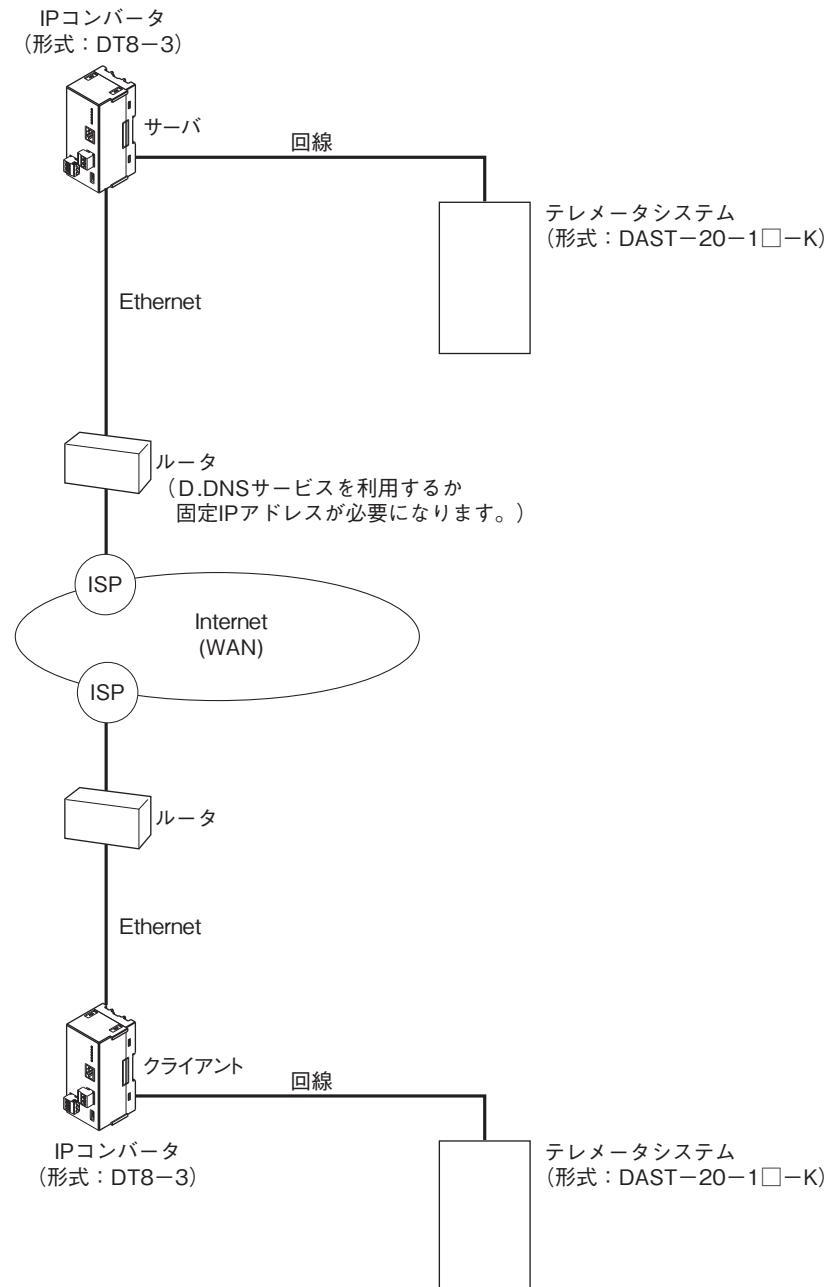 IPコンバータ
（形式：DT8－3）
サーバ
回線
テレメータシステム
（形式：DAST－20－1□－K）
Ethernet
ルータ
（D.DNSサービスを利用するか
固定IPアドレスが必要になります。）
ISP
Internet
(WAN)
ISP
ルータ
Ethernet
クライアント
回線
IPコンバータ
（形式：DT8－3）
テレメータシステム
（形式：DAST－20－1□－K）